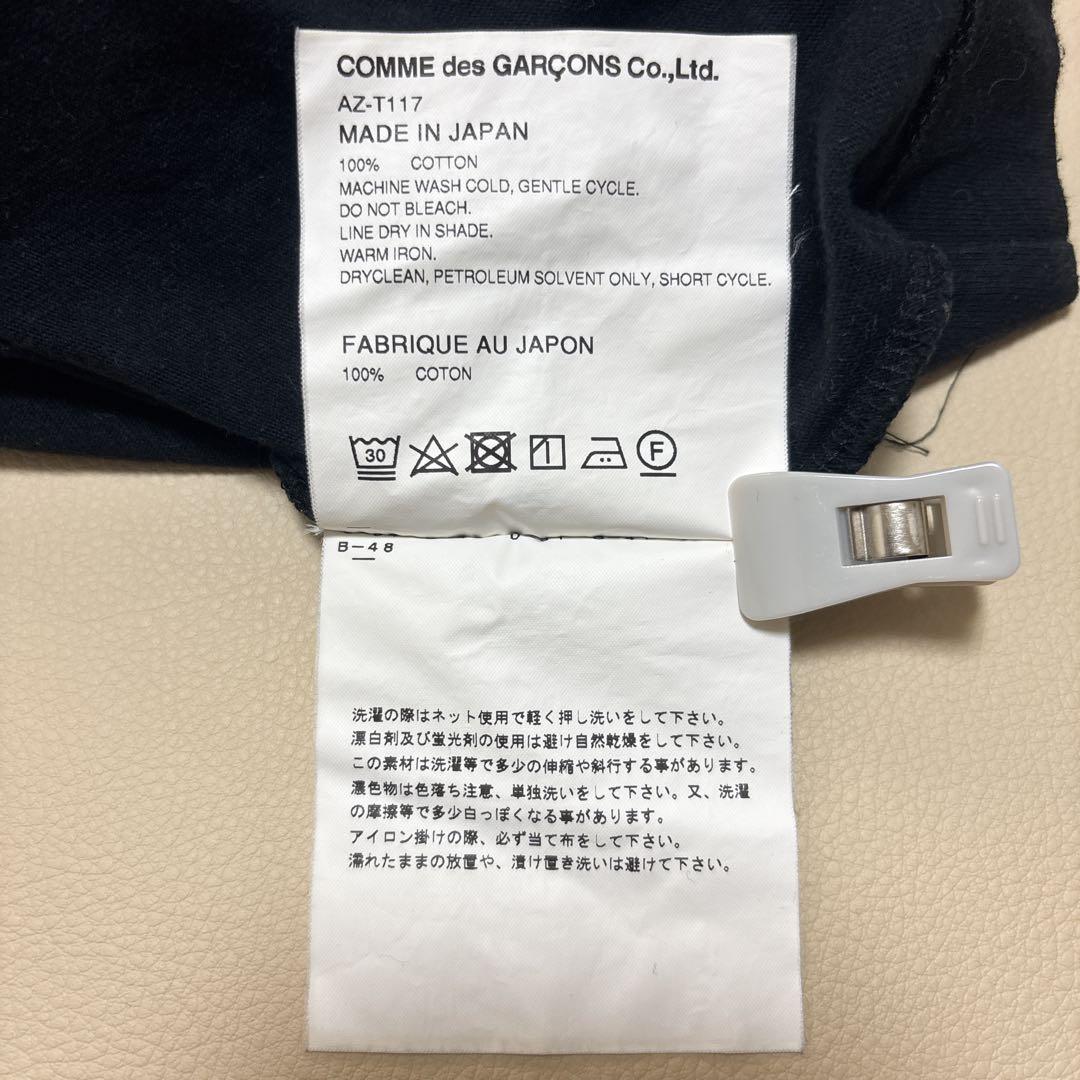 COMME des GARÇONS Co.,Ltd.
AZ-T117
MADE IN JAPAN
100% COTTON
MACHINE WASH COLD, GENTLE CYCLE.
DO NOT BLEACH.
LINE DRY IN SHADE.
WARM IRON.
DRYCLEAN, PETROLEUM SOLVENT ONLY, SHORT CYCLE.
FABRIQUE AU JAPON
100% COTON
30 F
B-48
洗濯の際はネット使用で軽く押し洗いをして下さい。
漂白剤及び蛍光剤の使用は避け自然乾燥をして下さい。
この素材は洗濯等で多少の伸縮や斜行する事があります。
濃色物は色落ち注意、単独洗いをして下さい。又、洗濯
の摩擦等で多少白っぽくなる事があります。
アイロン掛けの際、必ず当て布をして下さい。
濡れたままの放置や、漬け置き洗いは避けて下さい。